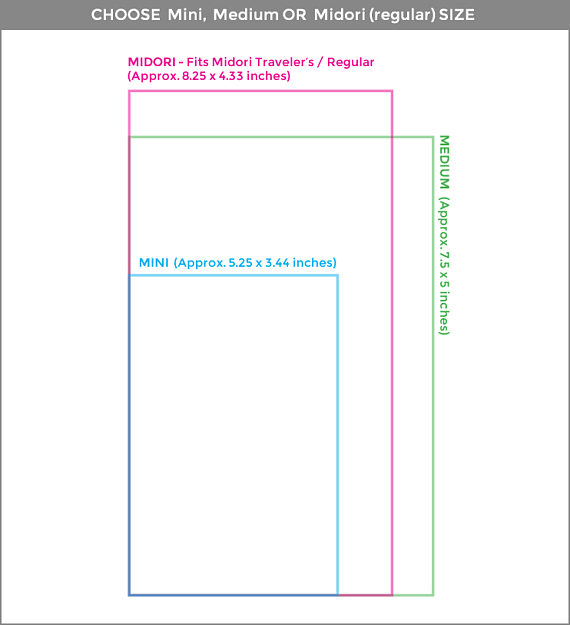 CHOOSE Mini, Medium OR Midori (regular) SIZE
MIDORI - Fits Midori Traveler's / Regular
(Approx. 8.25 x 4.33 inches)
MEDIUM (Approx. 7.5 x 5 inches)
MINI (Approx. 5.25 x 3.44 inches)